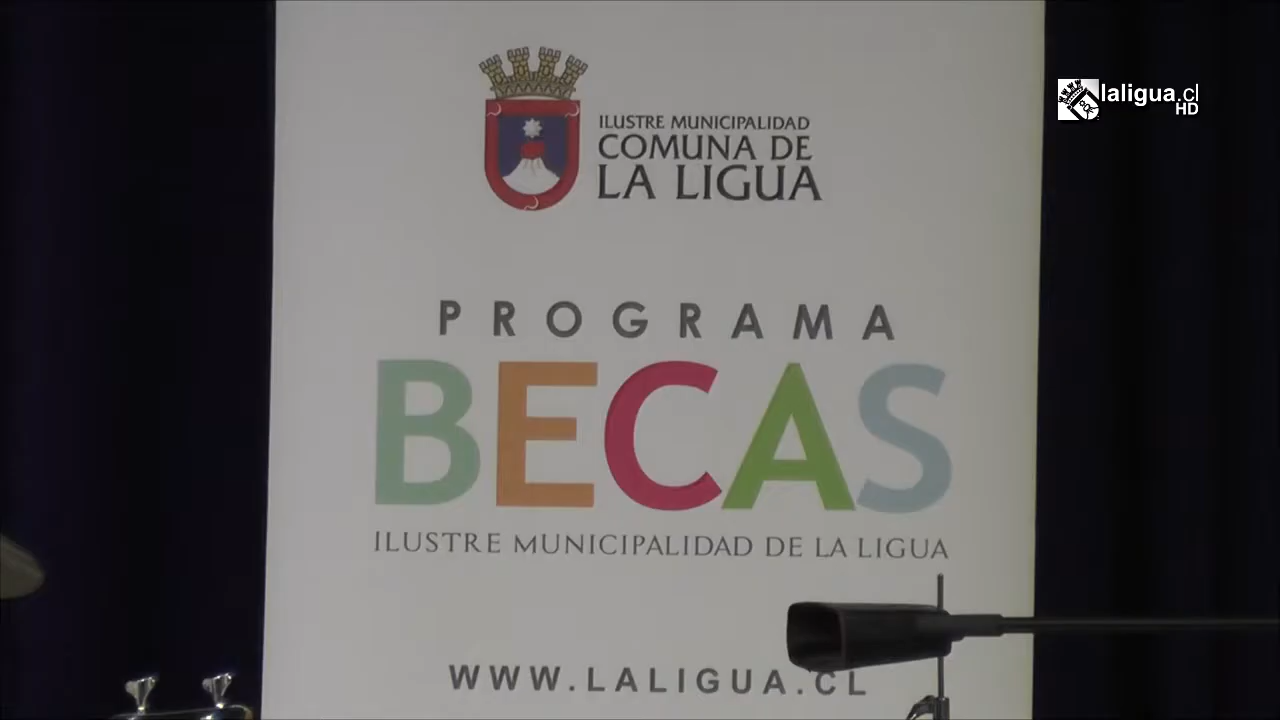 laligua.cl
HD
ILUSTRE MUNICIPALIDAD
COMUNA DE
LA LIGUA
PROGRAMA
BECAS
ILUSTRE MUNICIPALIDAD DE LA LIGUA
WWW.LALIGUA.CL